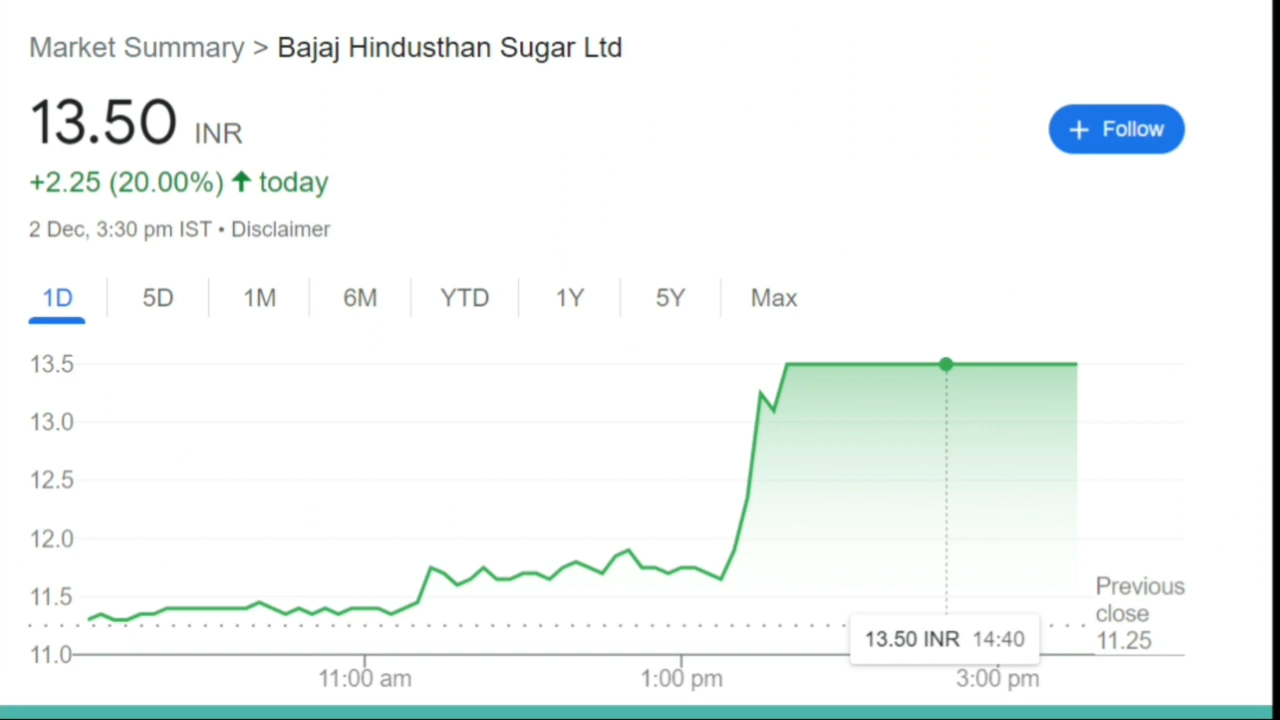 Market Summary > Bajaj Hindusthan Sugar Ltd
13.50 INR
+ Follow
+2.25 (20.00%) ↑ today
2 Dec, 3:30 pm IST • Disclaimer
1D 5D 1M 6M YTD 1Y 5Y Max
13.5
13.0
12.5
12.0
11.5
11.0
Previous
close
11.25
13.50 INR 14:40
11:00 am 1:00 pm 3:00 pm